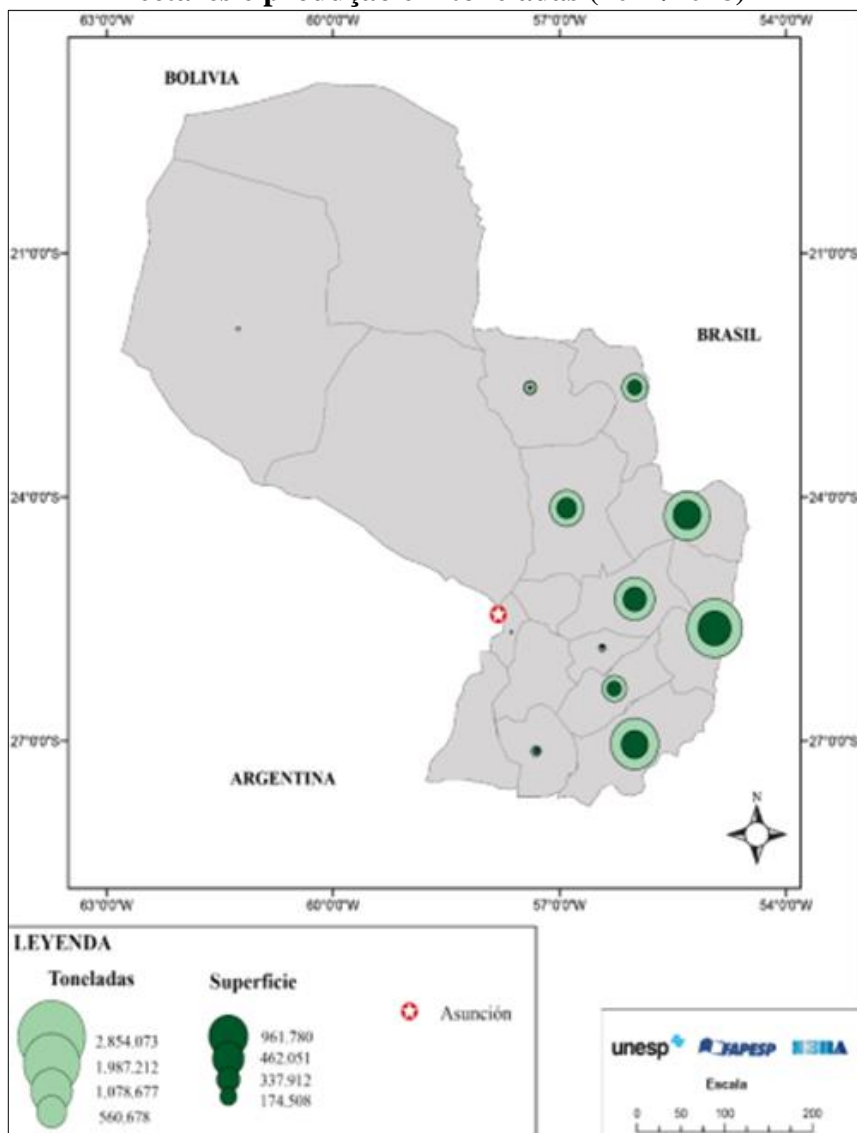 63°0'0"W 60°0'0"W 57°0'0"W 54°0'0"W
BOLIVIA
21°0'0"S 21°0'0"S
BRASIL
24°0'0"S 24°0'0"S
27°0'0"S 27°0'0"S
ARGENTINA
N
63°0'0"W 60°0'0"W 57°0'0"W 54°0'0"W
LEYENDA
Toneladas Superficie
Asunción
2.854.073 961.780
1.987.212 462.051
1.078.677 337.912
560.678 174.508
unesp FAPESP NERA
Escala
0 50 100 200